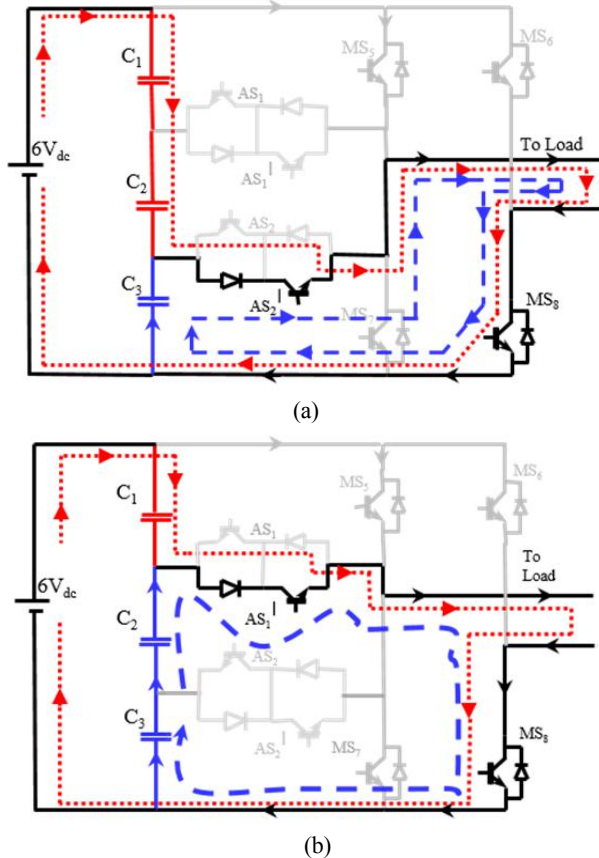 C1
AS1
MS5
MS6
6Vdc
AS1
To Load
C2
AS2
C3
AS2
MS7
MS8
(a)
C1
AS1
MS5
MS6
6Vdc
AS1
To
Load
C2
AS2
C3
AS2
MS7
MS8
(b)